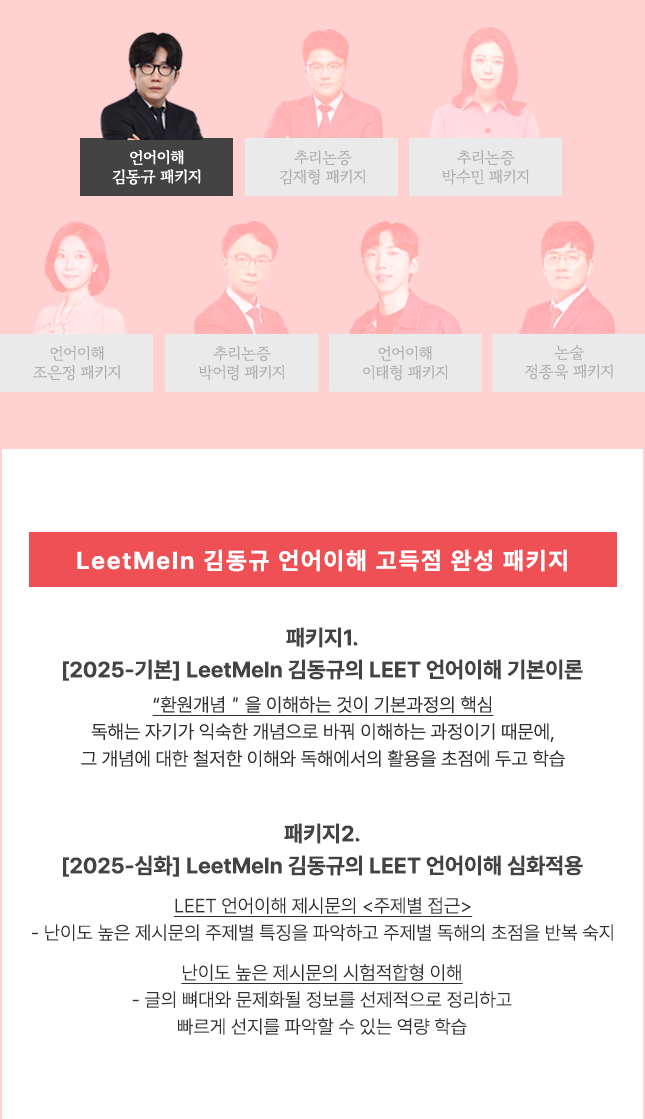 언어이해
김동규 패키지
추리논증
김재형 패키지
추리논증
박수민 패키지
언어이해
조은정 패키지
추리논증
박어령 패키지
언어이해
이태형 패키지
논술
정종욱 패키지
LeetMeIn 김동규 언어이해 고득점 완성 패키지
패키지1.
[2025-기본] LeetMeIn 김동규의 LEET 언어이해 기본이론
"환원개념 " 을 이해하는 것이 기본과정의 핵심
독해는 자기가 익숙한 개념으로 바꿔 이해하는 과정이기 때문에,
그 개념에 대한 철저한 이해와 독해에서의 활용을 초점에 두고 학습
패키지2.
[2025-심화] LeetMeIn 김동규의 LEET 언어이해 심화적용
LEET 언어이해 제시문의 <주제별 접근>
- 난이도 높은 제시문의 주제별 특징을 파악하고 주제별 독해의 초점을 반복 숙지
난이도 높은 제시문의 시험적합형 이해
- 글의 뼈대와 문제화될 정보를 선제적으로 정리하고
빠르게 선지를 파악할 수 있는 역량 학습